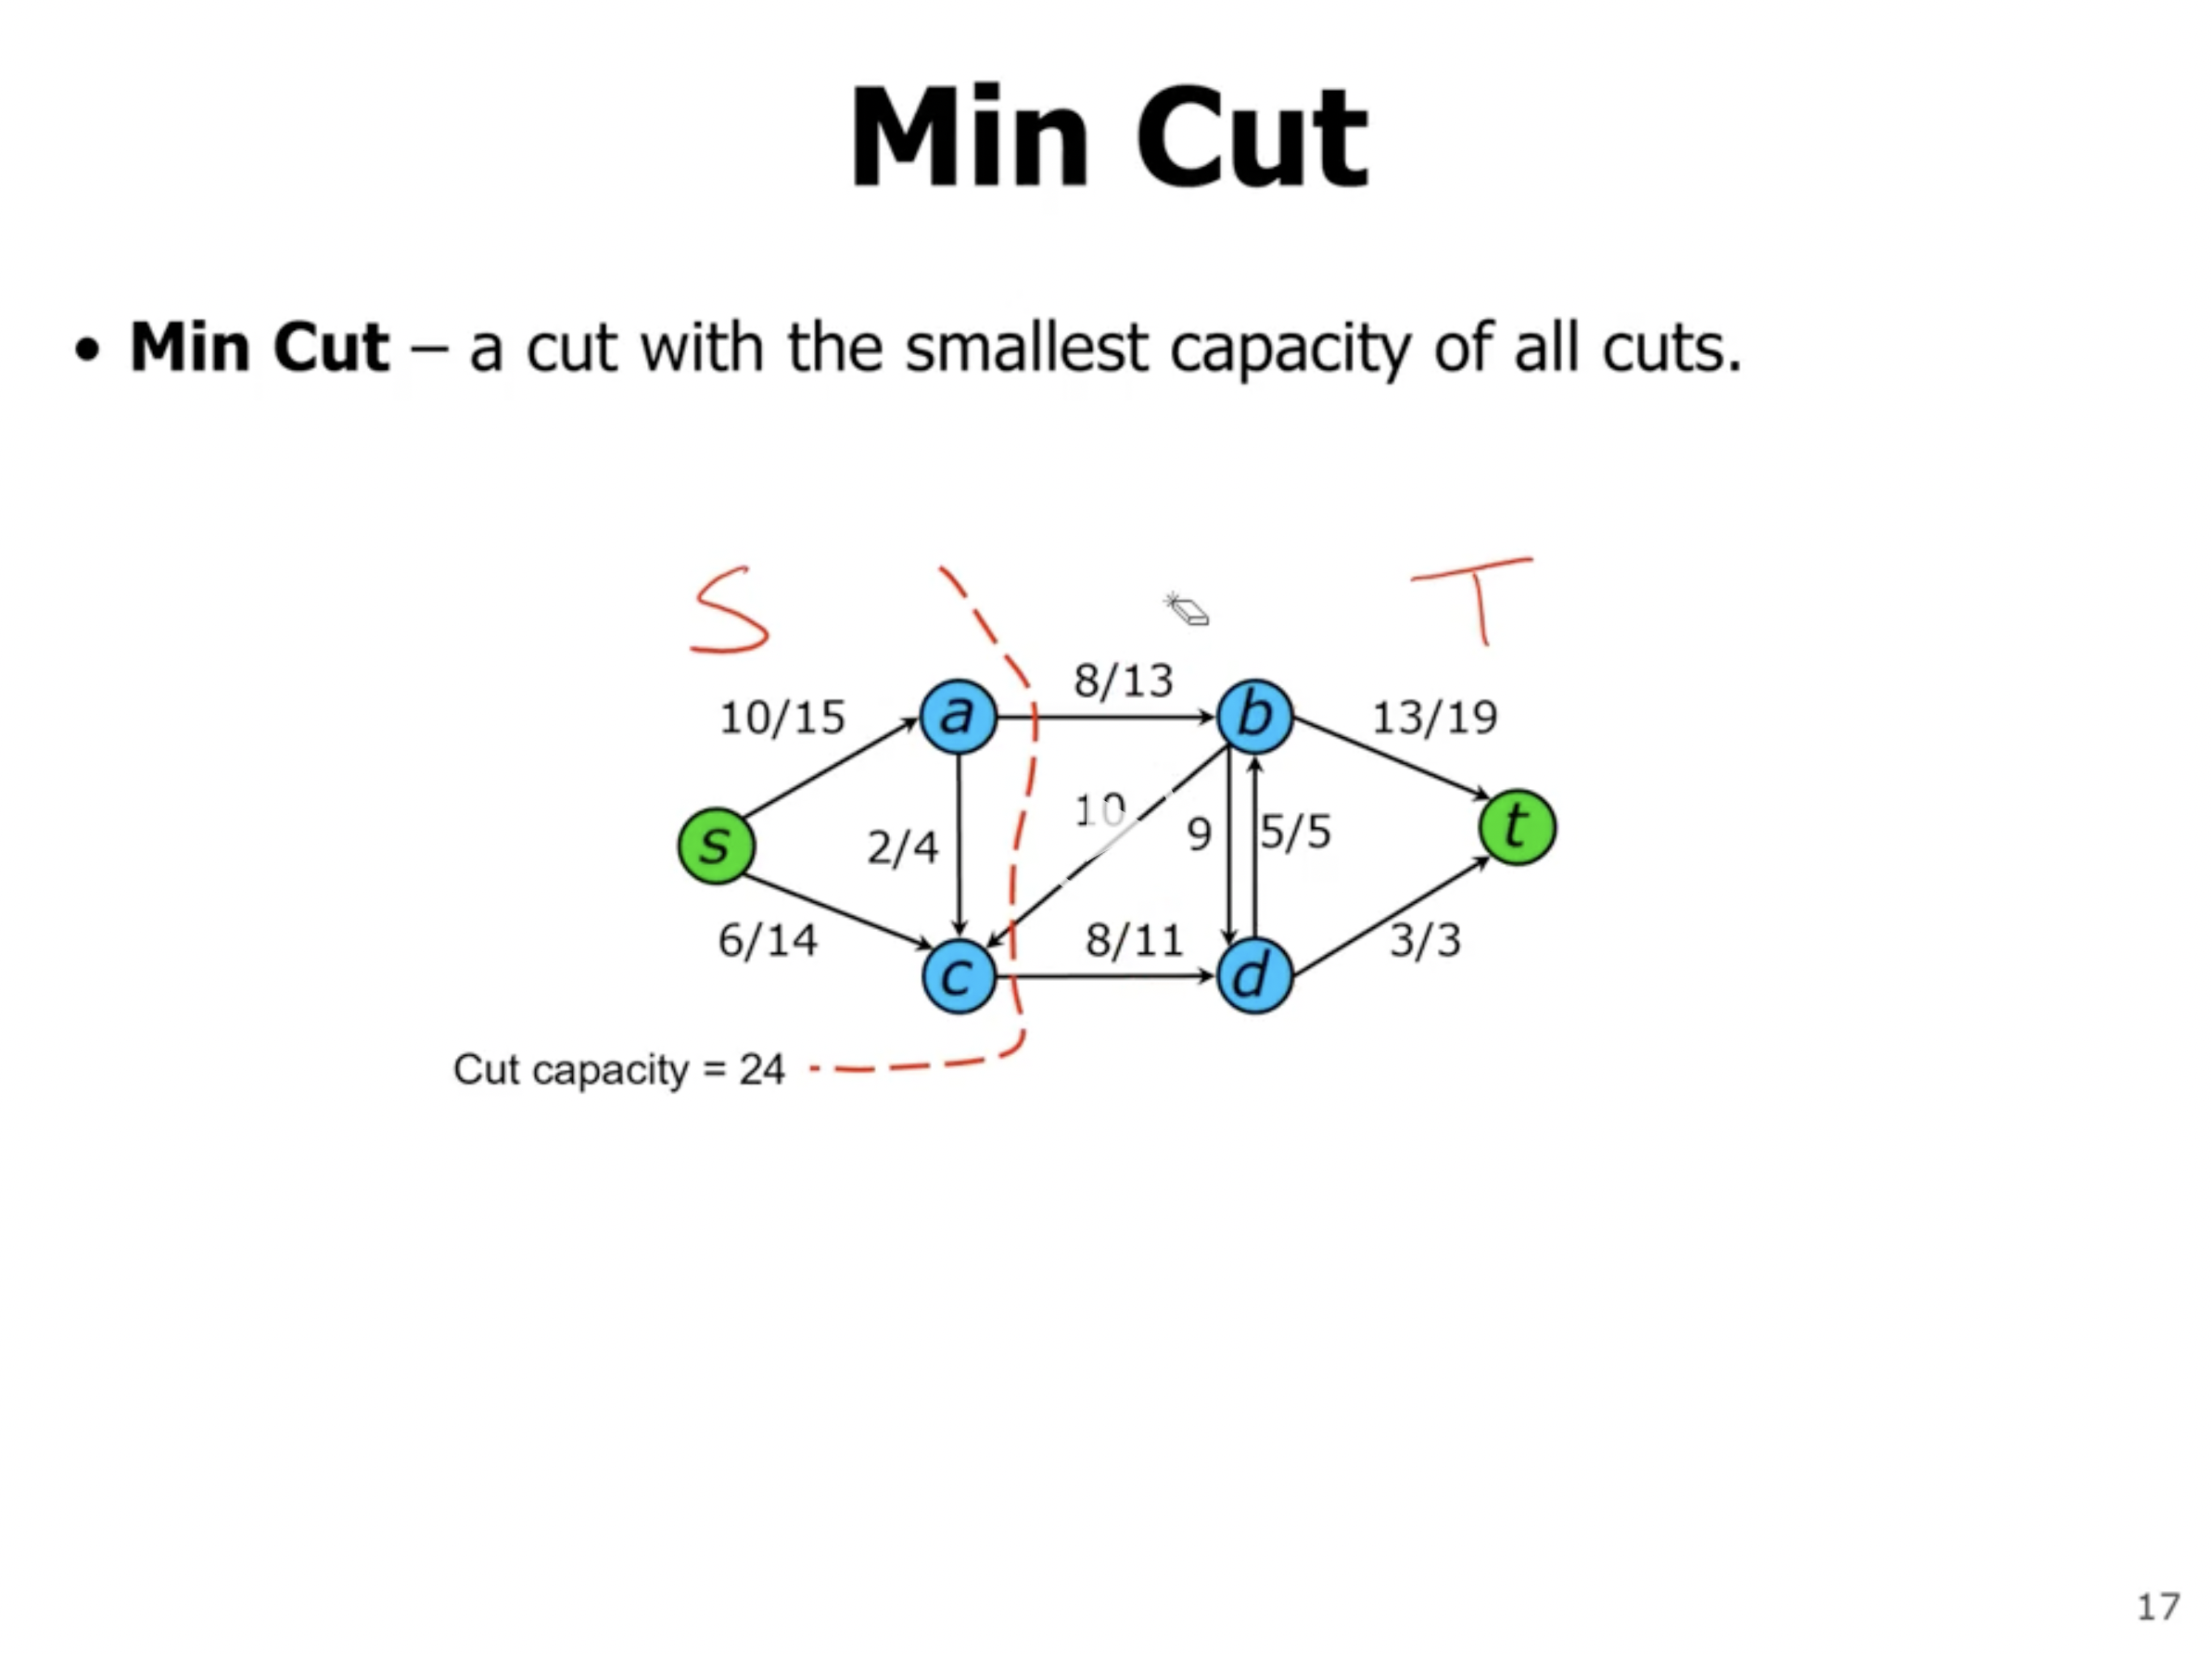 Min Cut
• Min Cut – a cut with the smallest capacity of all cuts.
S T
8/13
10/15 a b 13/19
10
s 2/4 9 5/5 t
6/14 8/11 3/3
c d
Cut capacity = 24
17